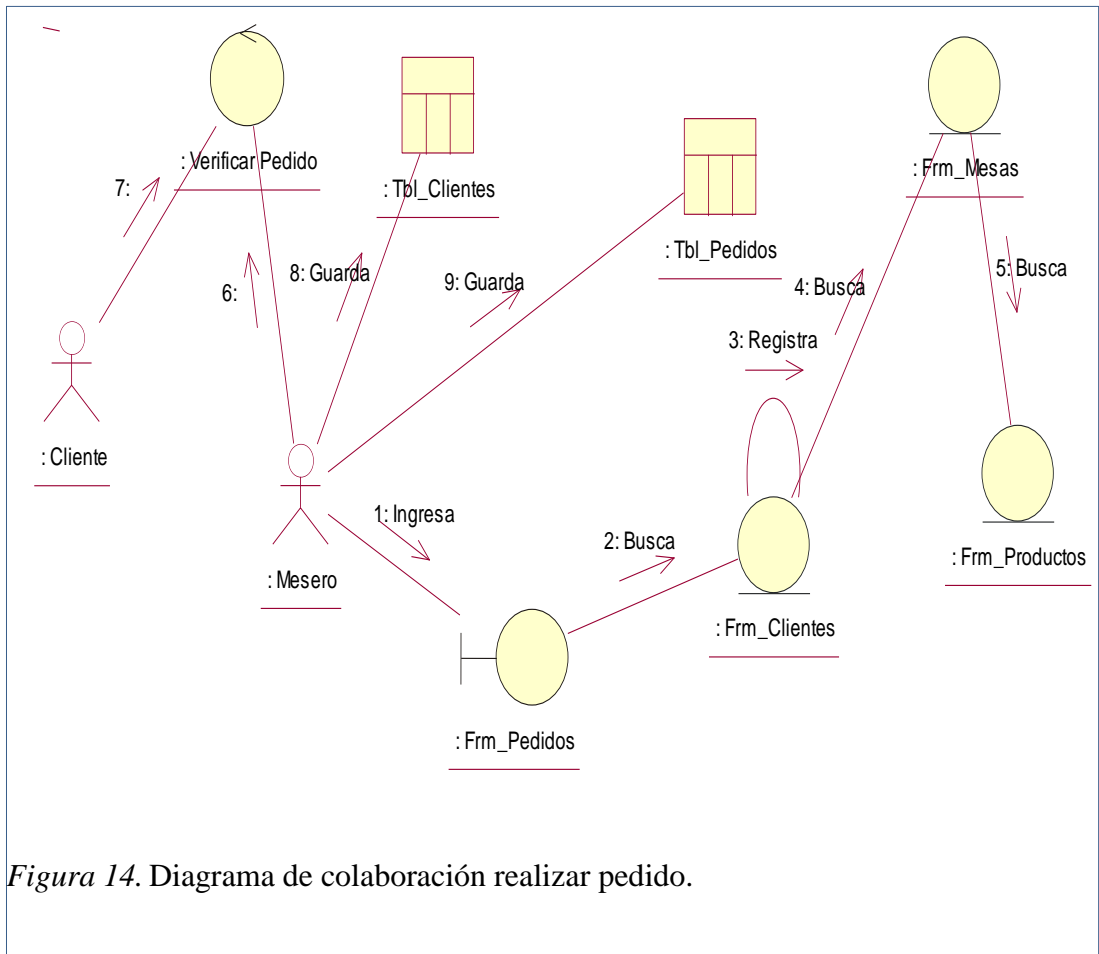 : Verificar Pedido
7:
: Tbl_Clientes
: Frm_Mesas
: Tbl_Pedidos
8: Guarda
9: Guarda
6:
5: Busca
4: Busca
3: Registra
: Cliente
1: Ingresa
2: Busca
: Mesero
: Frm_Productos
: Frm_Clientes
: Frm_Pedidos
Figura 14. Diagrama de colaboración realizar pedido.